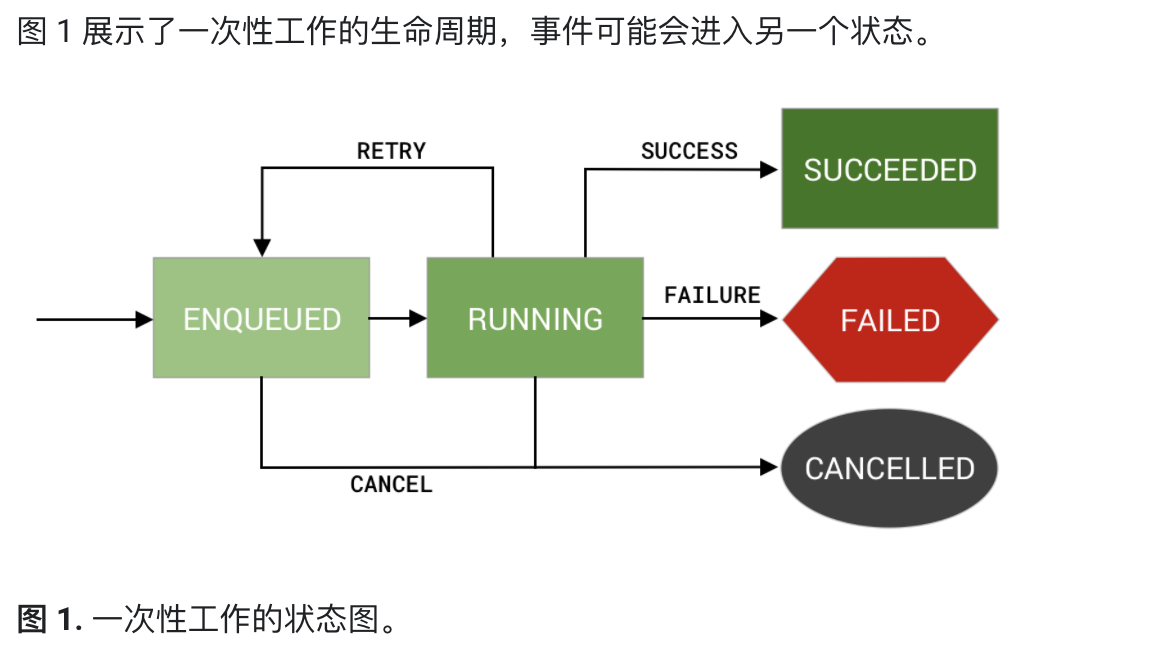 图 1 展示了一次性工作的生命周期，事件可能会进入另一个状态。
RETRY
SUCCESS
SUCCEEDED
ENQUEUED
RUNNING
FAILURE
FAILED
CANCEL
CANCELLED
图 1. 一次性工作的状态图。